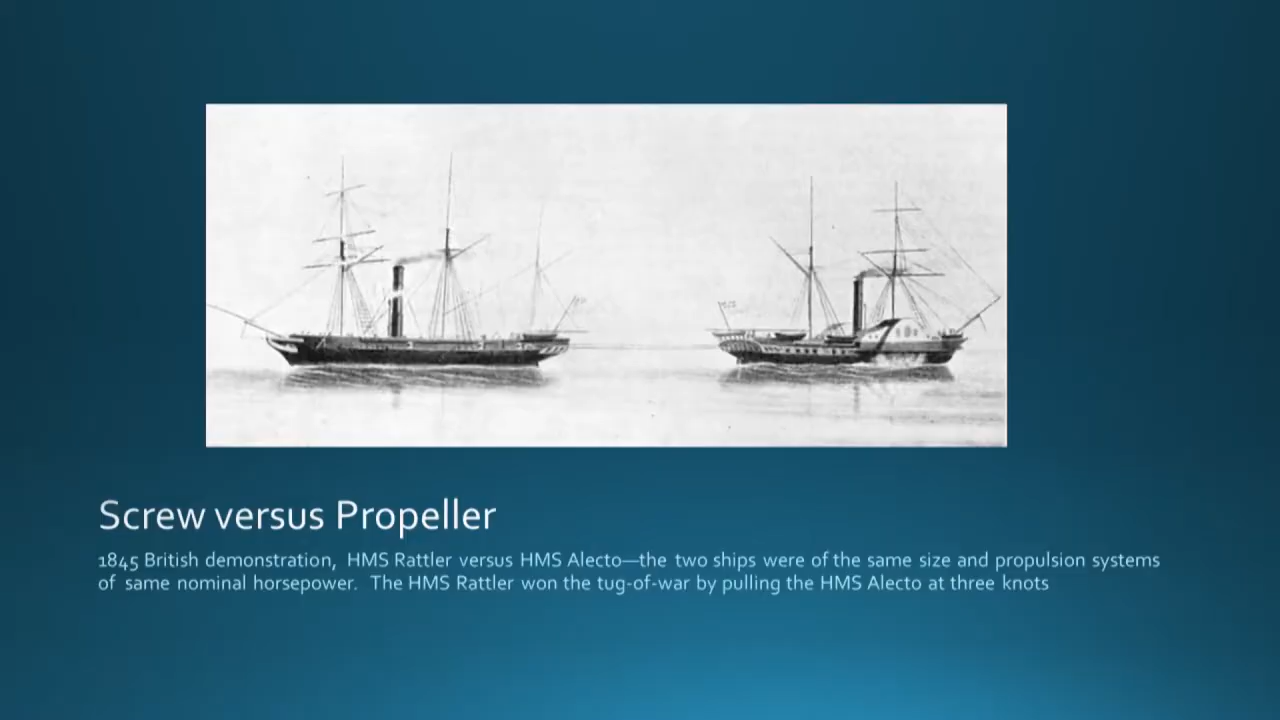 Screw versus Propeller
1845 British demonstration, HMS Rattler versus HMS Alecto—the two ships were of the same size and propulsion systems
of same nominal horsepower. The HMS Rattler won the tug-of-war by pulling the HMS Alecto at three knots